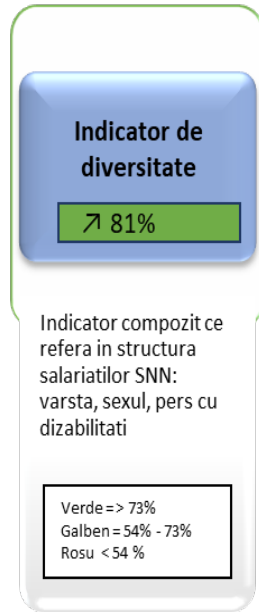 Indicator de
diversitate
↗ 81%
Indicator compozit ce
refera in structura
salariatilor SNN:
varsta, sexul, pers cu
dizabilitati
Verde => 73%
Galben = 54% - 73%
Rosu < 54 %